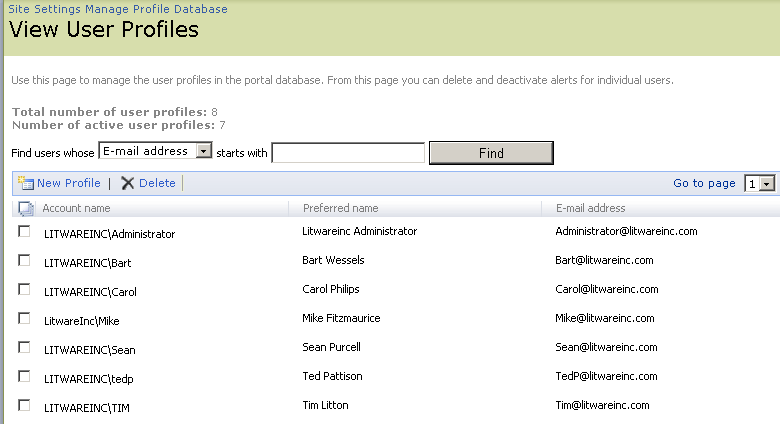 Site Settings Manage Profile Database
View User Profiles
Use this page to manage the user profiles in the portal database. From this page you can delete and deactivate alerts for individual users.
Total number of user profiles: 8
Number of active user profiles: 7
Find users whose E-mail address starts with Find
New Profile | Delete | Go to page 1
Account name Preferred name E-mail address
LITWAREINC\Administrator Litwareinc Administrator Administrator@litwareinc.com
LITWAREINC\Bart Bart Wessels Bart@litwareinc.com
LITWAREINC\Carol Carol Philips Carol@litwareinc.com
LitwareInc\Mike Mike Fitzmaurice Mike@litwareinc.com
LITWAREINC\Sean Sean Purcell Sean@litwareinc.com
LITWAREINC\tedp Ted Pattison TedP@litwareinc.com
LITWAREINC\TIM Tim Litton Tim@litwareinc.com